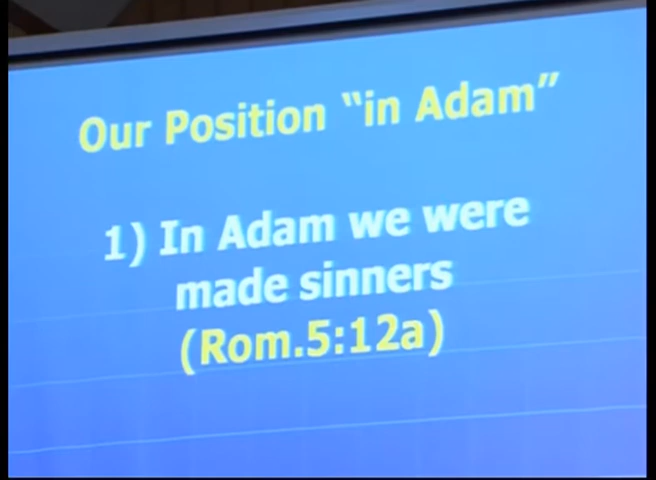 Our Position “in Adam”
1) In Adam we were
made sinners
(Rom.5:12a)